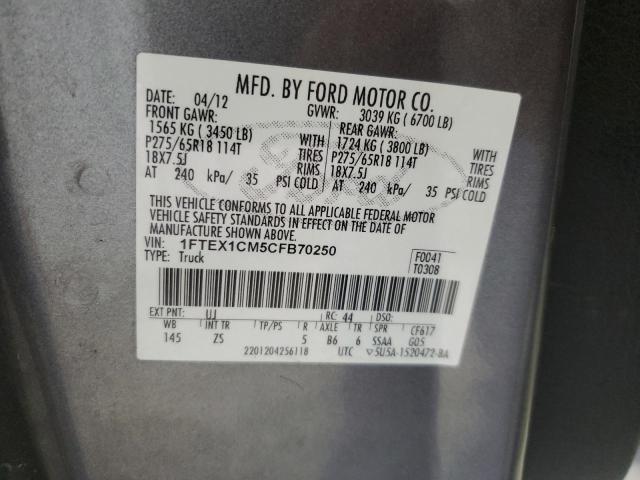 MFD. BY FORD MOTOR CO.
DATE: 04/12 GVWR: 3039 KG ( 6700 LB)
FRONT GAWR: REAR GAWR:
1565 KG ( 3450 LB) WITH 1724 KG ( 3800 LB) WITH
P275/65R18 114T TIRES P275/65R18 114T TIRES
18X7.5J RIMS 18X7.5J RIMS
AT 240 kPa/ 35 PSI COLD AT 240 kPa/ 35 PSI COLD
Ford
THIS VEHICLE CONFORMS TO ALL APPLICABLE FEDERAL MOTOR
VEHICLE SAFETY STANDARDS IN EFFECT ON THE DATE OF
MANUFACTURE SHOWN ABOVE.
VIN: 1FTEX1CM5CFB70250 F0041
TYPE: Truck T0308
EXT PNT: UJ RC: 44 DSO:
WB INT TR TP/PS R AXLE TR SPR CF617
145 ZS 5 B6 6 SSAA G05
2201204256118 UTC 5U5A-1520472-BA